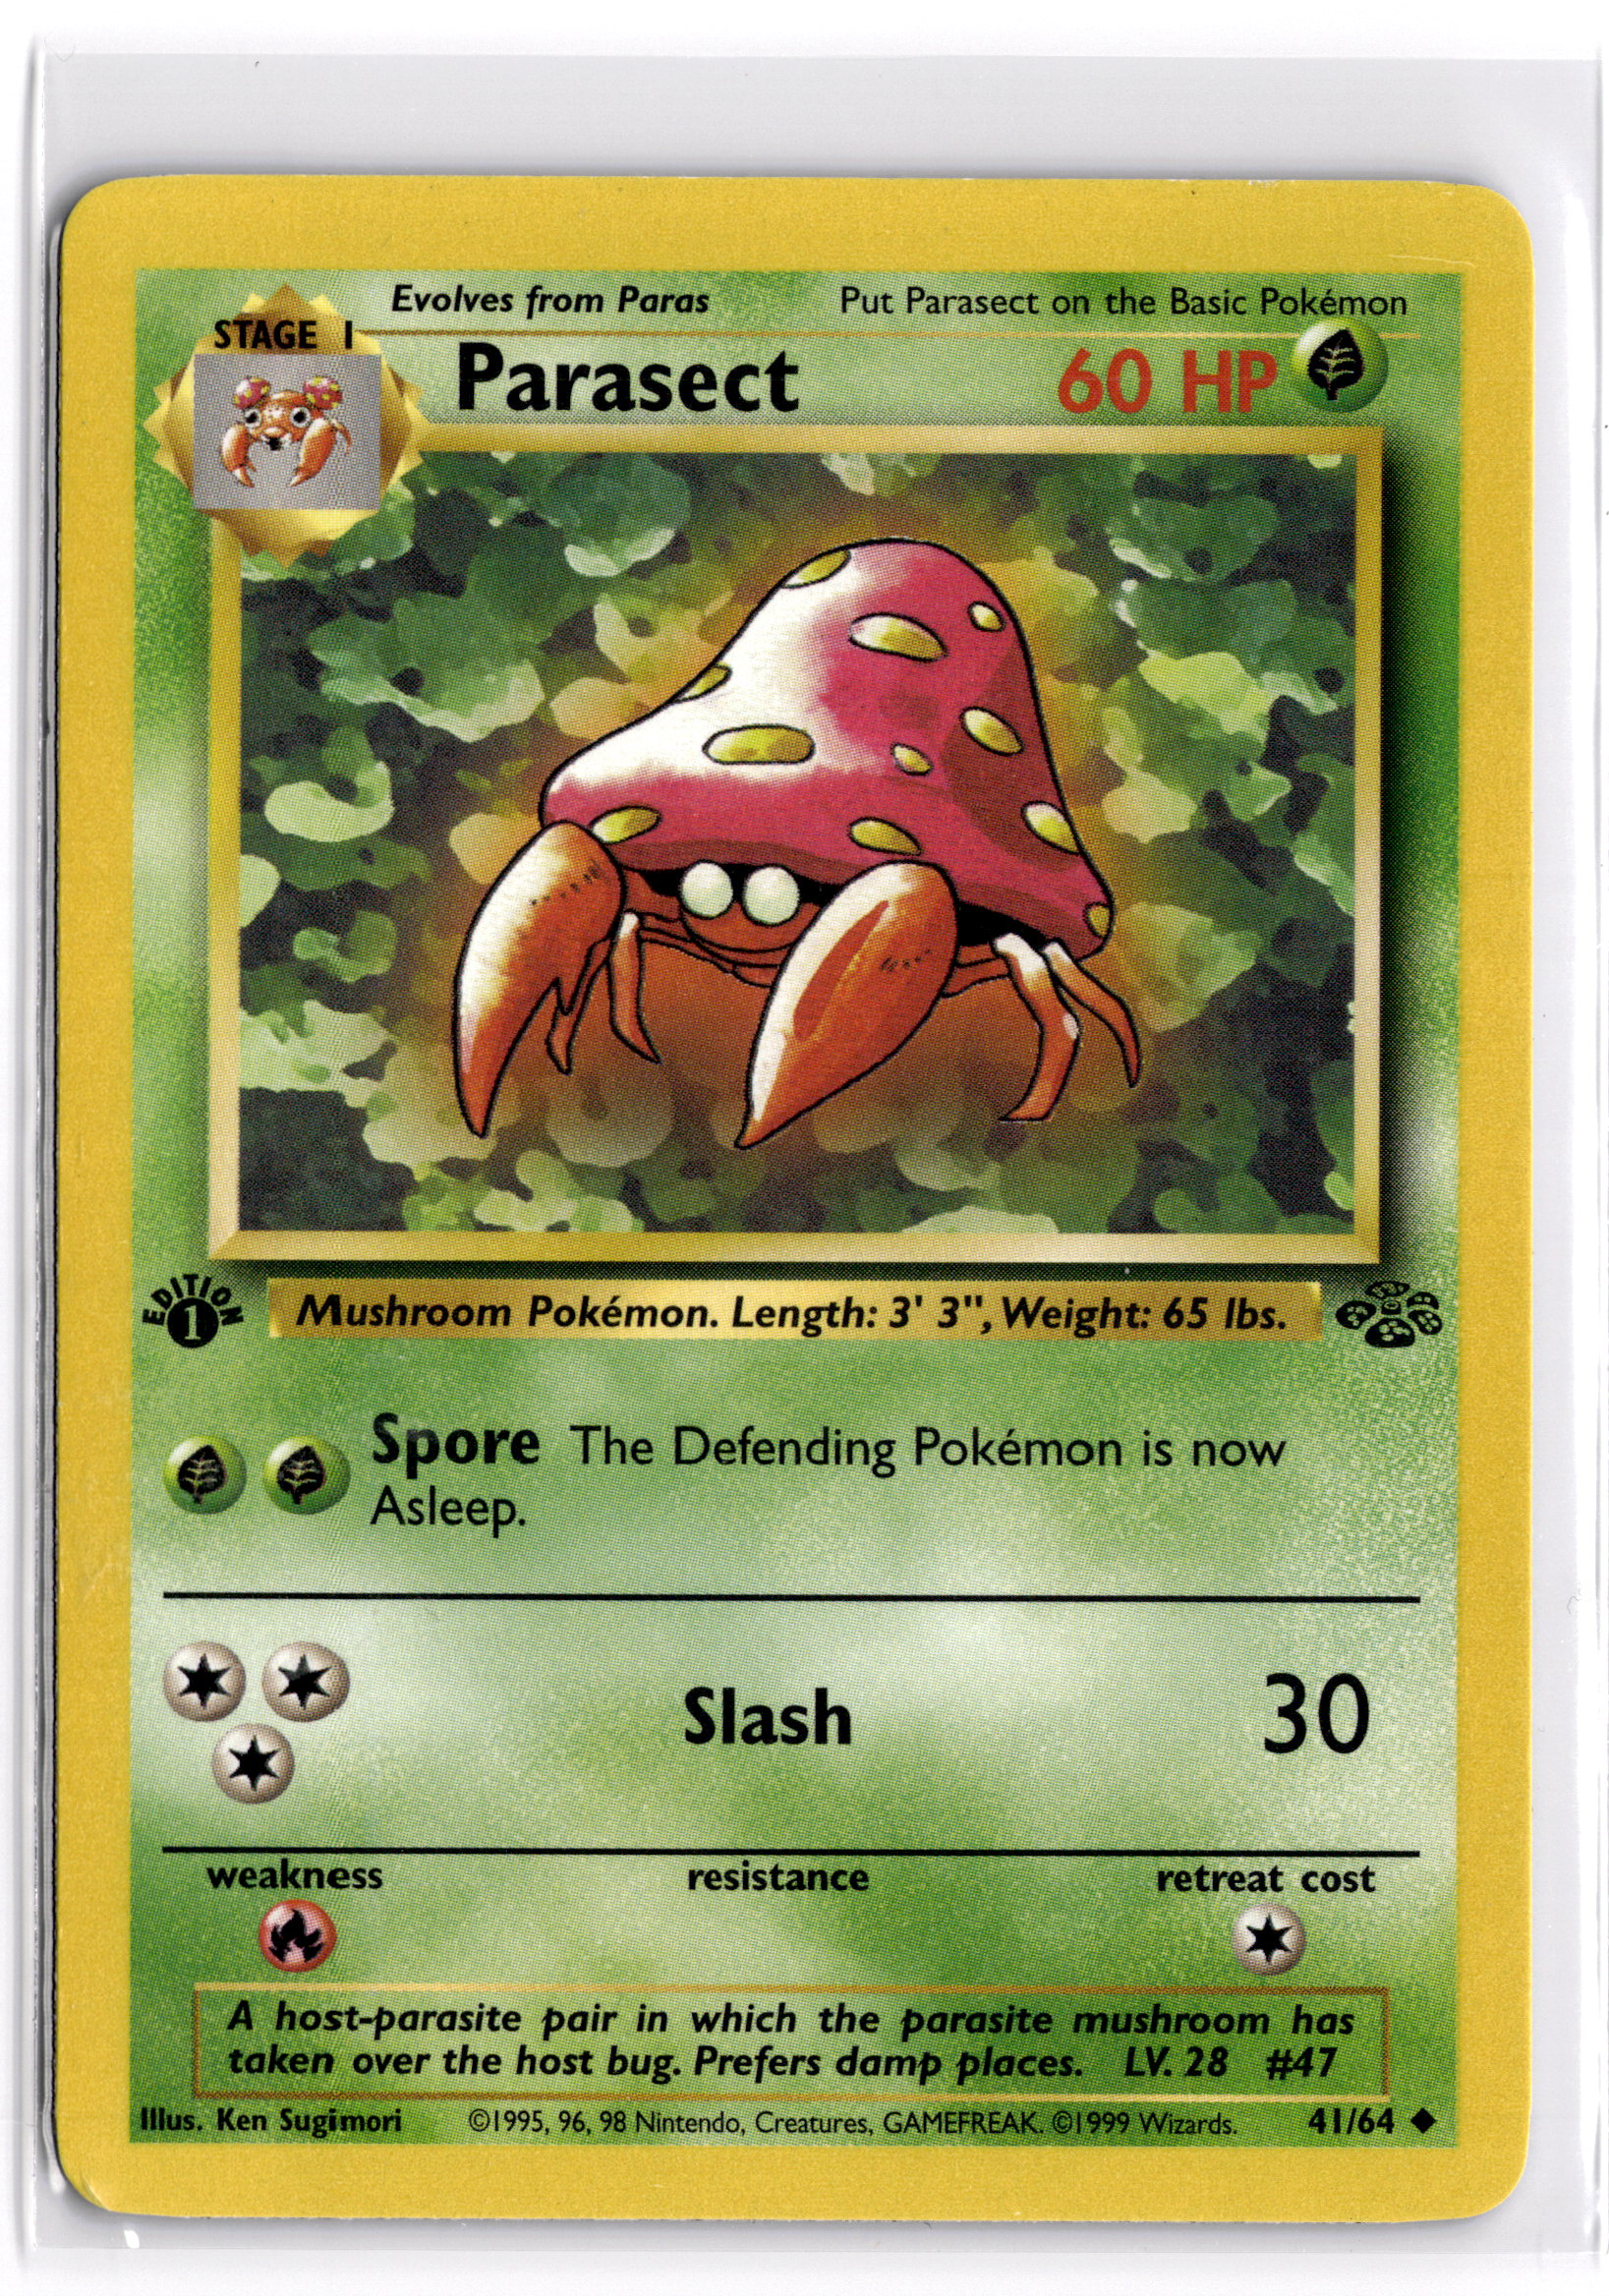 Evolves from Paras Put Parasect on the Basic Pokémon
STAGE 1
Parasect 60 HP
EDITION
1
Mushroom Pokémon. Length: 3' 3", Weight: 65 lbs.
Spore The Defending Pokémon is now
Asleep.
Slash 30
weakness resistance retreat cost
A host-parasite pair in which the parasite mushroom has
taken over the host bug. Prefers damp places. LV. 28 #47
Illus. Ken Sugimori ©1995, 96, 98 Nintendo, Creatures, GAMEFREAK. ©1999 Wizards. 41/64